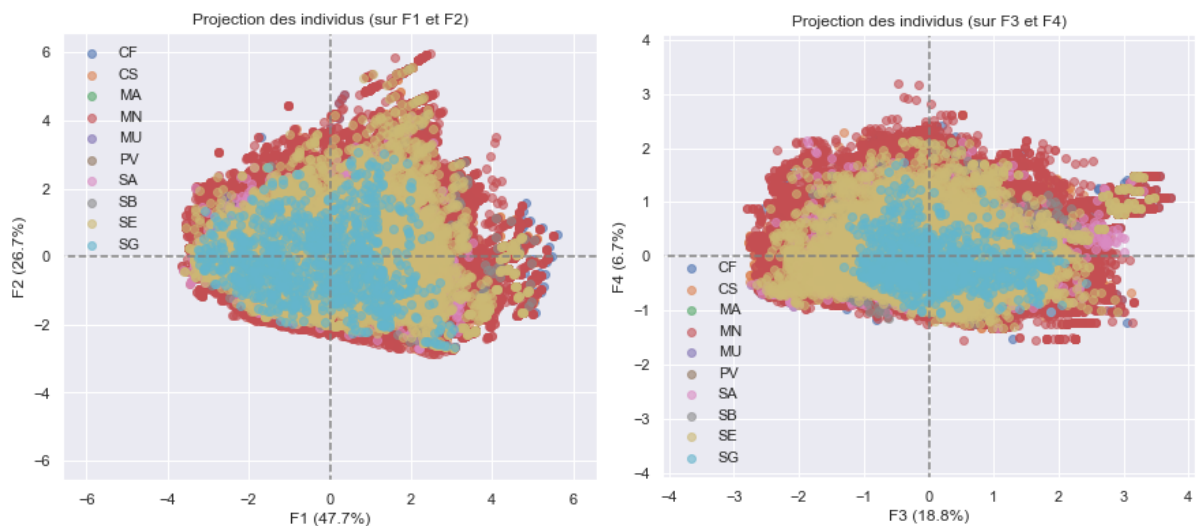 Projection des individus (sur F1 et F2)
6
4
2
0
−2
−4
−6
F2 (26.7%)
CF
CS
MA
MN
MU
PV
SA
SB
SE
SG
−6
−4
−2
0
2
4
6
F1 (47.7%)
Projection des individus (sur F3 et F4)
4
3
2
1
0
−1
−2
−3
−4
F4 (6.7%)
CF
CS
MA
MN
MU
PV
SA
SB
SE
SG
−4
−3
−2
−1
0
1
2
3
4
F3 (18.8%)